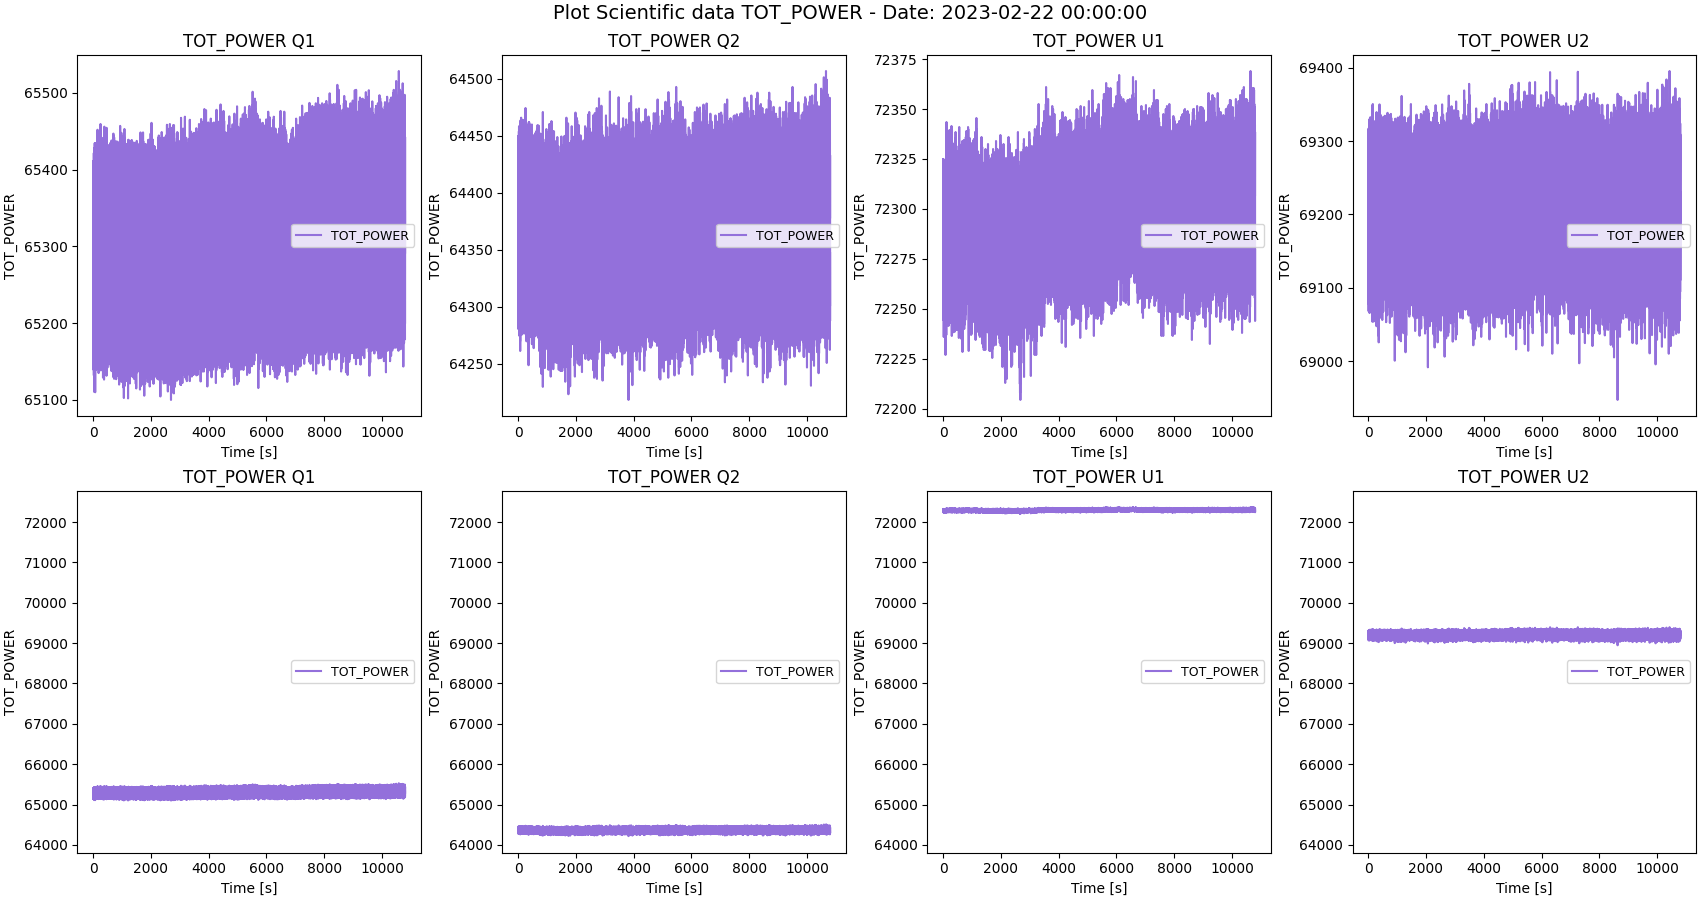 Plot Scientific data TOT_POWER - Date: 2023-02-22 00:00:00
TOT_POWER Q1
TOT_POWER
65500
65400
65300
65200
65100
TOT_POWER
0 2000 4000 6000 8000 10000
Time [s]
TOT_POWER Q2
TOT_POWER
64500
64450
64400
64350
64300
64250
TOT_POWER
0 2000 4000 6000 8000 10000
Time [s]
TOT_POWER U1
TOT_POWER
72375
72350
72325
72300
72275
72250
72225
72200
TOT_POWER
0 2000 4000 6000 8000 10000
Time [s]
TOT_POWER U2
TOT_POWER
69400
69300
69200
69100
69000
TOT_POWER
0 2000 4000 6000 8000 10000
Time [s]
TOT_POWER Q1
TOT_POWER
72000
71000
70000
69000
68000
67000
66000
65000
64000
TOT_POWER
0 2000 4000 6000 8000 10000
Time [s]
TOT_POWER Q2
TOT_POWER
72000
71000
70000
69000
68000
67000
66000
65000
64000
TOT_POWER
0 2000 4000 6000 8000 10000
Time [s]
TOT_POWER U1
TOT_POWER
72000
71000
70000
69000
68000
67000
66000
65000
64000
TOT_POWER
0 2000 4000 6000 8000 10000
Time [s]
TOT_POWER U2
TOT_POWER
72000
71000
70000
69000
68000
67000
66000
65000
64000
TOT_POWER
0 2000 4000 6000 8000 10000
Time [s]